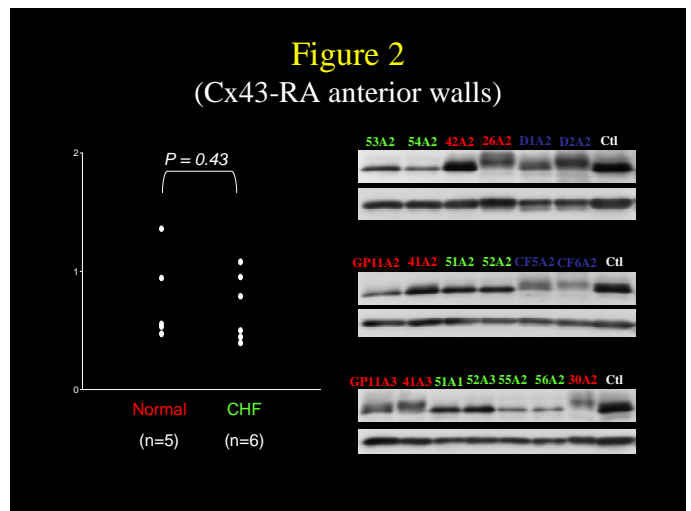 Figure 2
(Cx43-RA anterior walls)
2
1
0
P = 0.43
Normal CHF
(n=5) (n=6)
53A2 54A2 42A2 26A2 D1A2 D2A2 Ctl
GP11A2 41A2 51A2 52A2 CF5A2 CF6A2 Ctl
GP11A3 41A3 51A1 52A3 55A2 56A2 30A2 Ctl